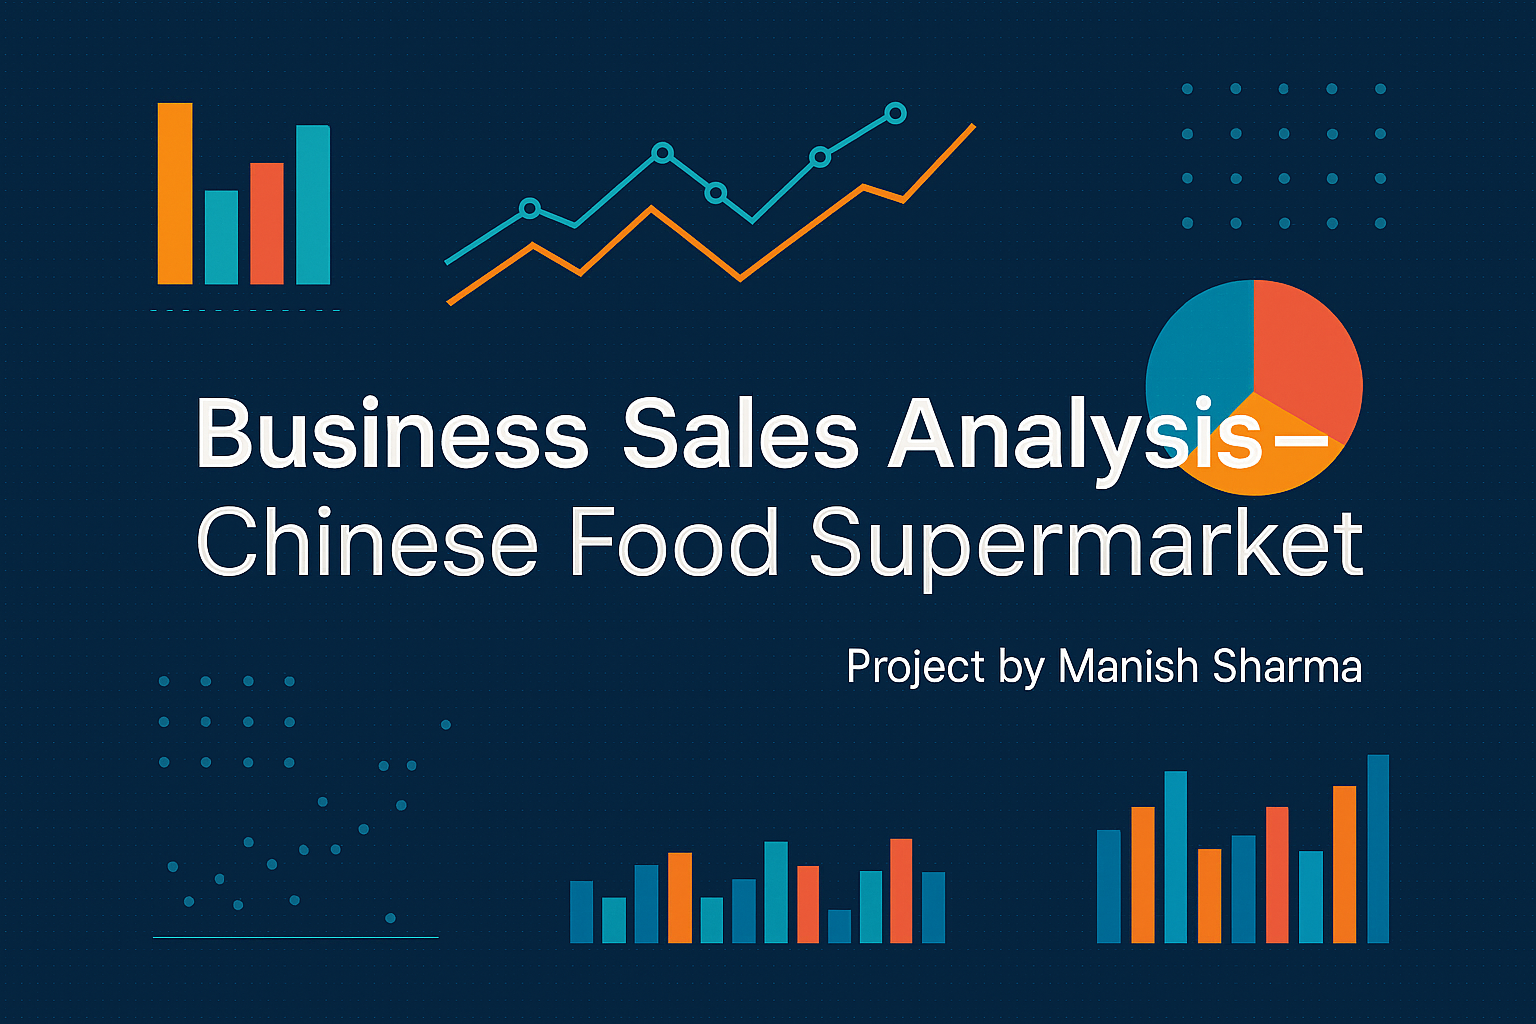 Business Sales Analysis–
Chinese Food Supermarket
Project by Manish Sharma